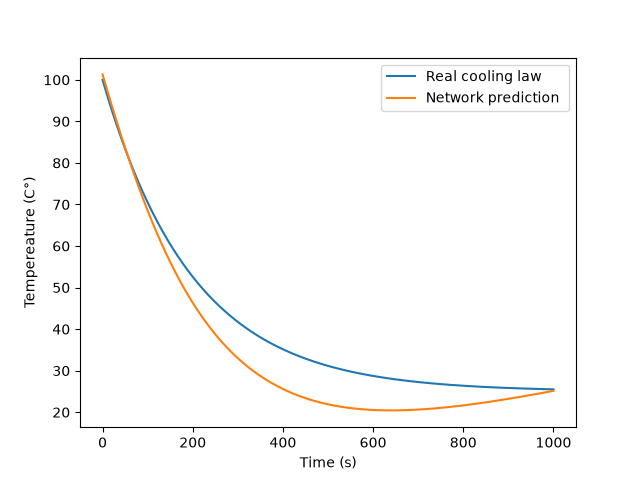 Real cooling law
Network prediction
Tempereature (C°)
100
90
80
70
60
50
40
30
20
0 200 400 600 800 1000
Time (s)